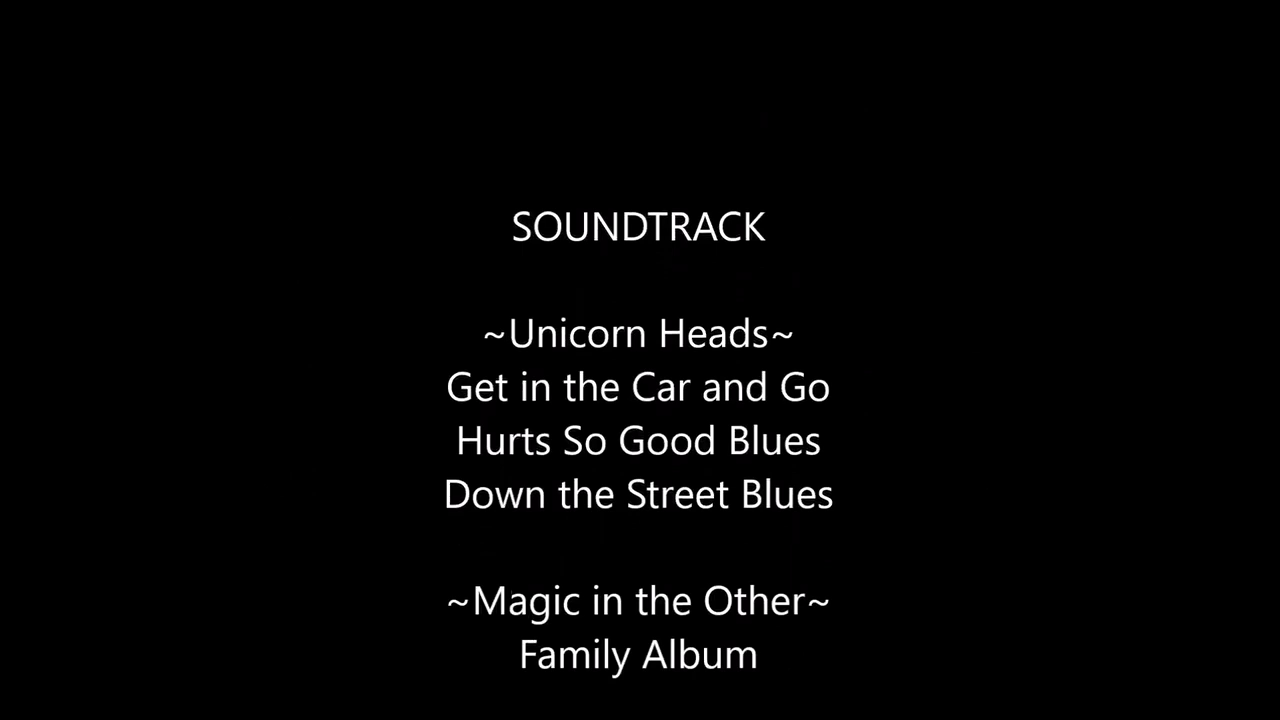 SOUNDTRACK
~Unicorn Heads~
Get in the Car and Go
Hurts So Good Blues
Down the Street Blues
~Magic in the Other~
Family Album